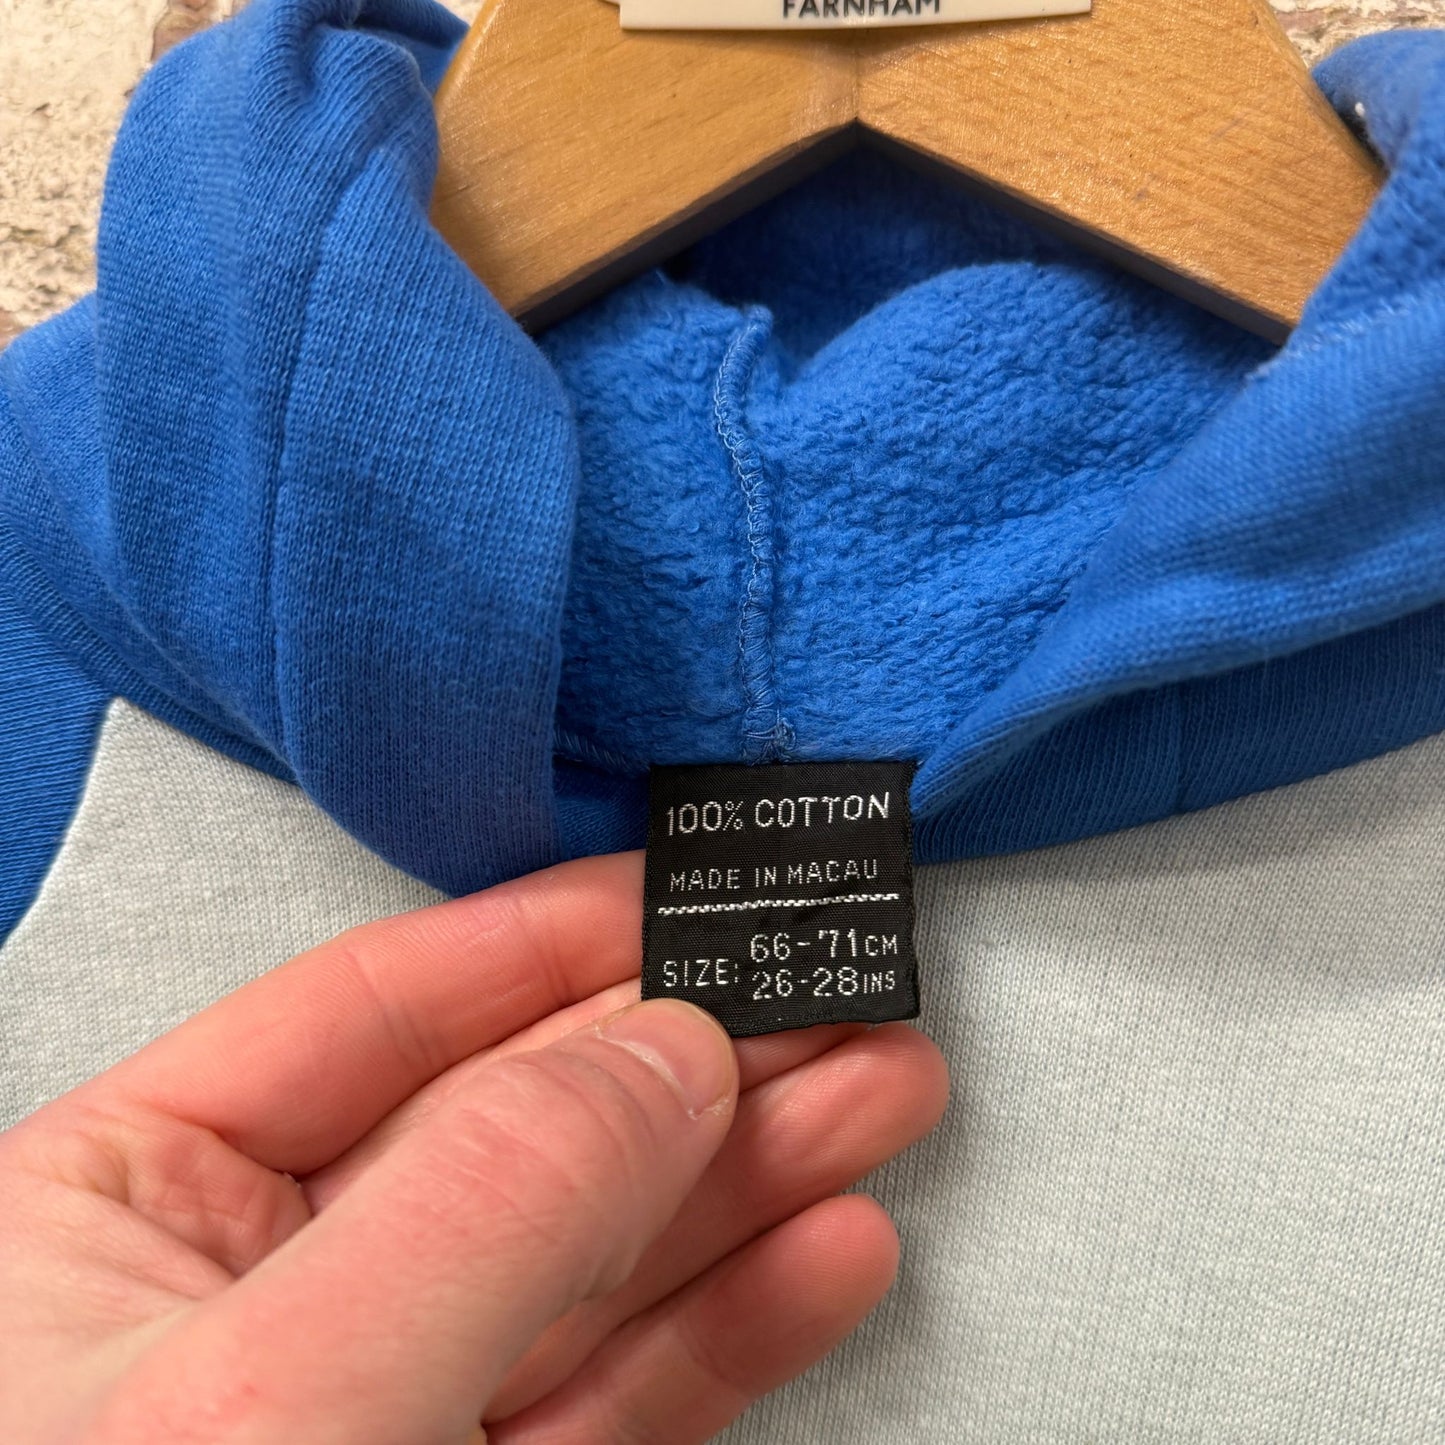 FARNHAM
100% COTTON
MADE IN MACAU
SIZE: 66-71CM
26-28INS